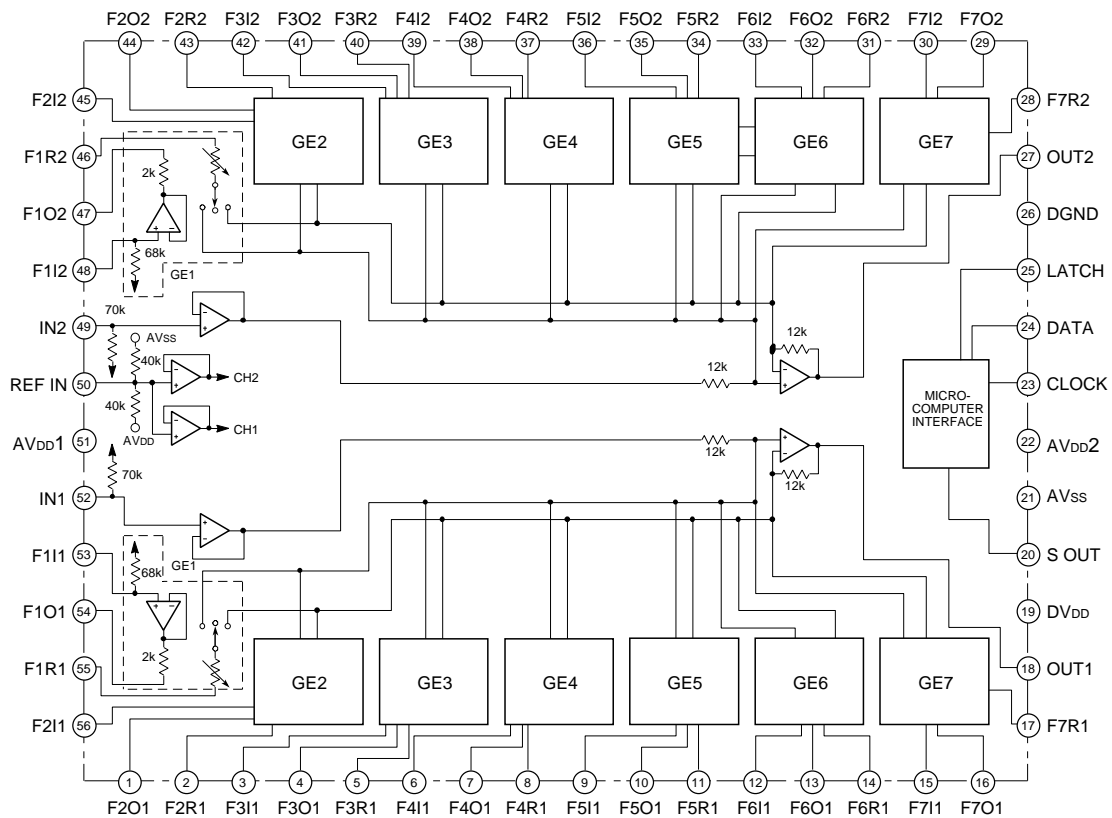 F2O2 F2R2 F3I2 F3O2 F3R2 F4I2 F4O2 F4R2 F5I2 F5O2 F5R2 F6I2 F6O2 F6R2 F7I2 F7O2
44 43 42 41 40 39 38 37 36 35 34 33 32 31 30 29
F2I2 45
28 F7R2
GE2 GE3 GE4 GE5 GE6 GE7
F1R2 46
27 OUT2
2k
F1O2 47
26 DGND
+ −
68k
F1I2 48
GE1
25 LATCH
70k
IN2 49
−
+
AVSS
24 DATA
40k
12k
12k
REF IN 50
−
+
CH2
−
+
23 CLOCK
40k
MICRO-
COMPUTER
INTERFACE
−
+
CH1
AVDD
AVDD1 51
22 AVDD2
12k
+
−
70k
12k
IN1 52
21 AVSS
+
−
F1I1 53
GE1
20 S OUT
68k
+ −
F1O1 54
19 DVDD
2k
F1R1 55
18 OUT1
GE2 GE3 GE4 GE5 GE6 GE7
F2I1 56
17 F7R1
1 2 3 4 5 6 7 8 9 10 11 12 13 14 15 16
F2O1 F2R1 F3I1 F3O1 F3R1 F4I1 F4O1 F4R1 F5I1 F5O1 F5R1 F6I1 F6O1 F6R1 F7I1 F7O1